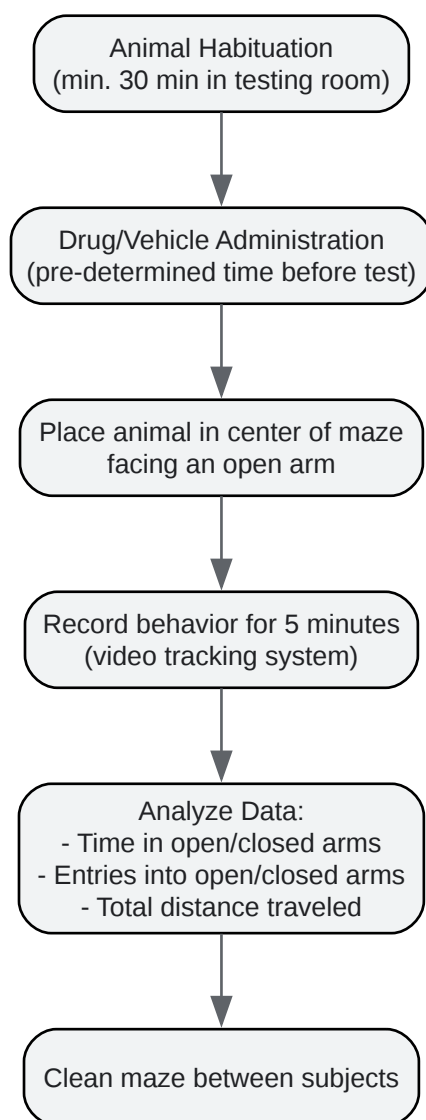 Animal Habituation
(min. 30 min in testing room)
Drug/Vehicle Administration
(pre-determined time before test)
Place animal in center of maze
facing an open arm
Record behavior for 5 minutes
(video tracking system)
Analyze Data:
- Time in open/closed arms
- Entries into open/closed arms
- Total distance traveled
Clean maze between subjects